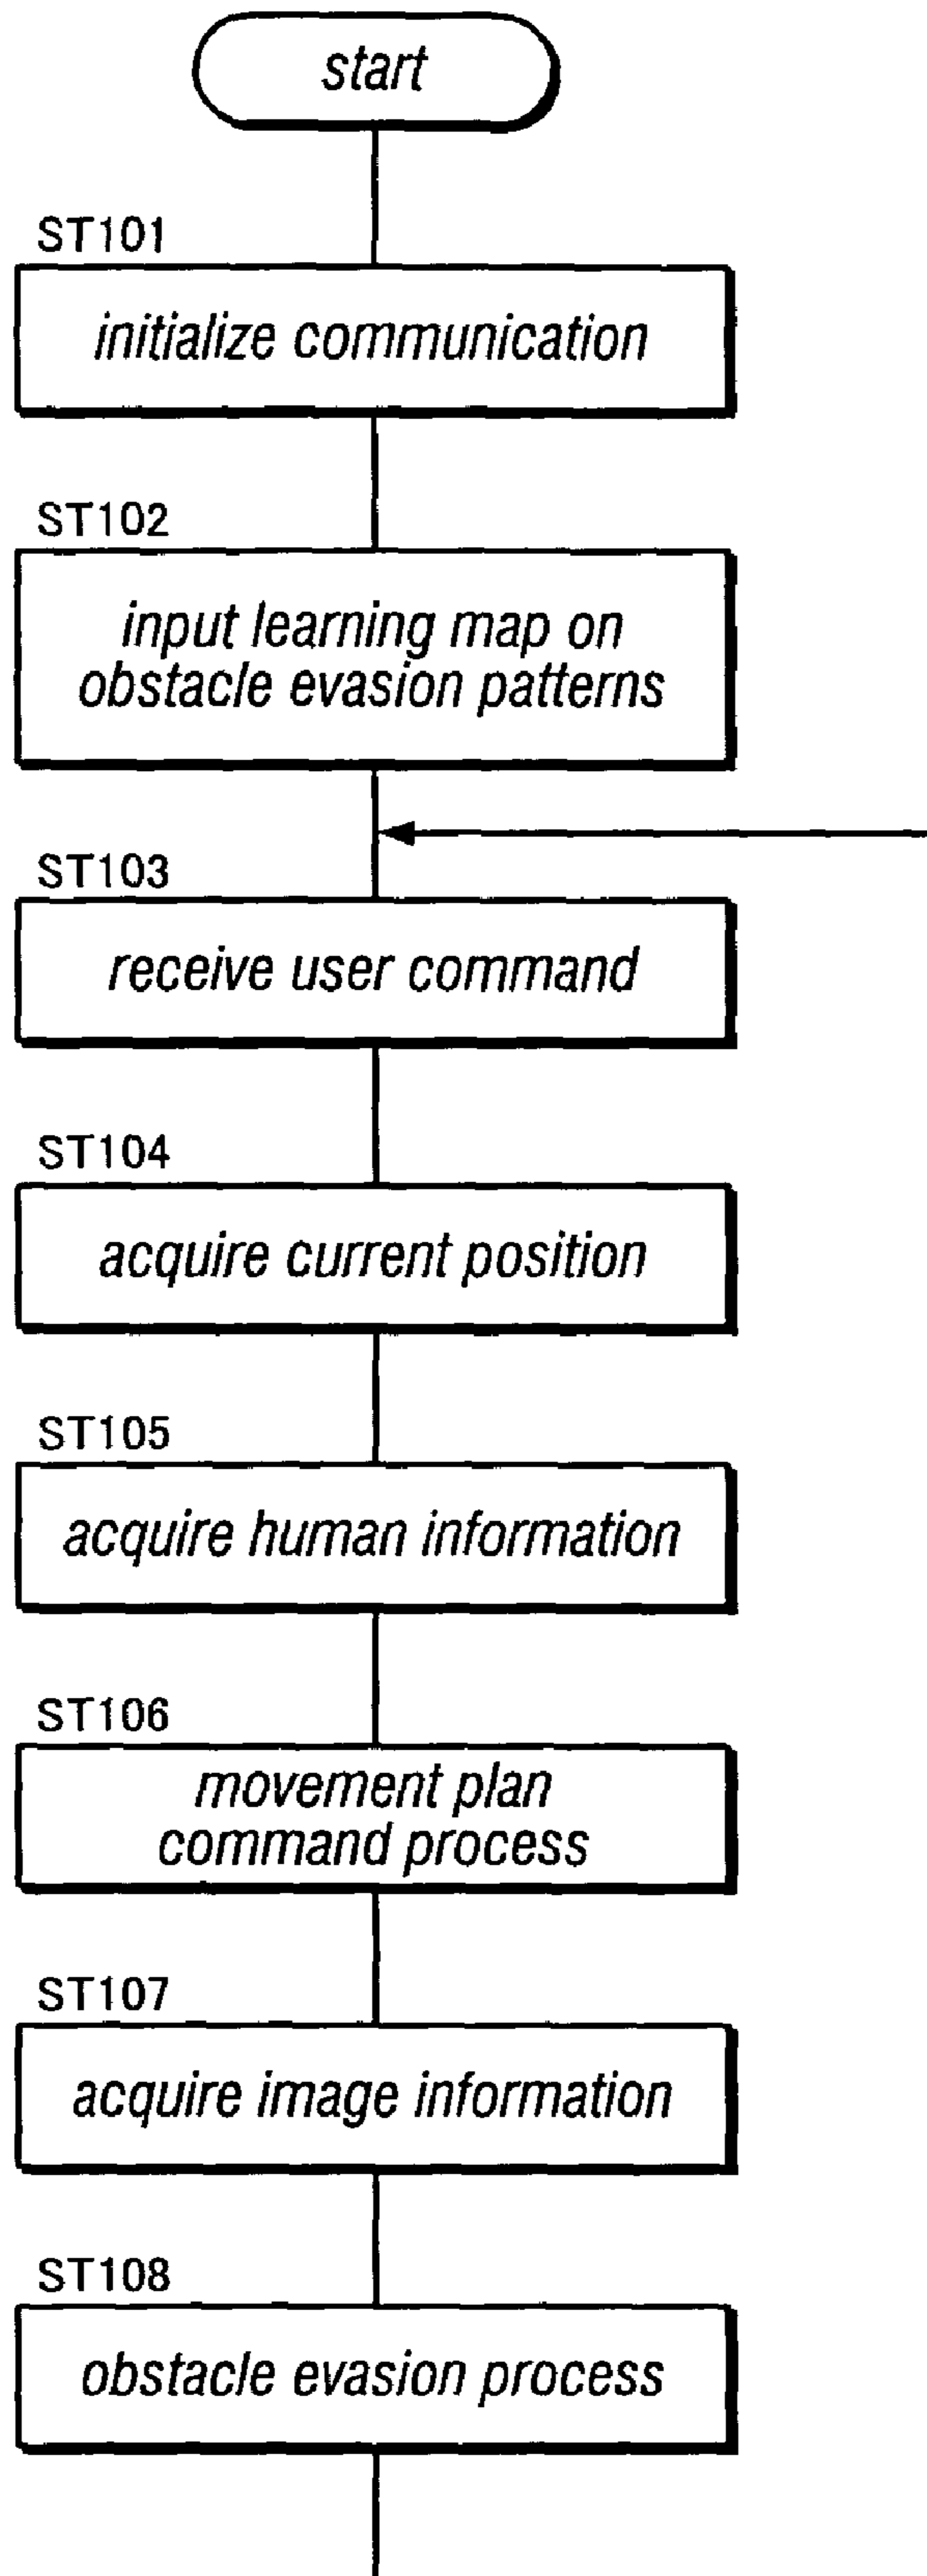 start
ST101
initialize communication
ST102
input learning map on
obstacle evasion patterns
ST103
receive user command
ST104
acquire current position
ST105
acquire human information
ST106
movement plan
command process
ST107
acquire image information
ST108
obstacle evasion process